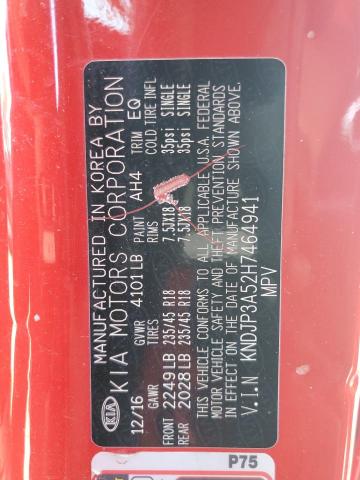 MANUFACTURED IN KOREA BY
KIA KIA MOTORS CORPORATION
12/16 GVWR 4101LB PAINT AH4 TRIM EQ
GAWR TIRES RIMS COLD TIRE INFL
FRONT 2249LB 235/45 R18 7.5JX18 35psi SINGLE
REAR 2028LB 235/45 R18 7.5JX18 35psi SINGLE
THIS VEHICLE CONFORMS TO ALL APPLICABLE U.S.A. FEDERAL
MOTOR VEHICLE SAFETY AND THEFT PREVENTION STANDARDS
IN EFFECT ON THE DATE OF MANUFACTURE SHOWN ABOVE.
V.I.N KNDJP3A52H7464941
MPV
P75